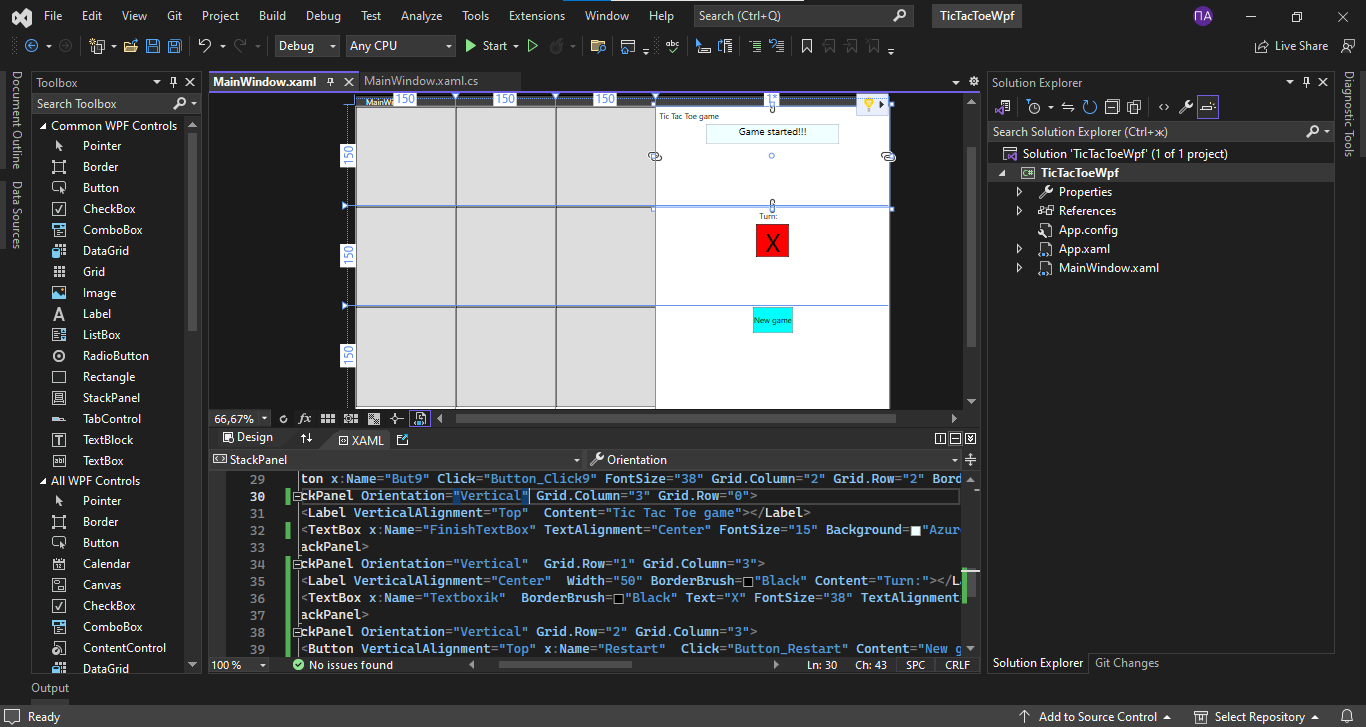 File Edit View Git Project Build Debug Test Analyze Tools Extensions Window Help Search (Ctrl+Q) TicTacToeWpf ПА
Debug Any CPU Start abc Live Share
Document Outline
Data Sources
Toolbox
Search Toolbox
Common WPF Controls
Pointer
Border
Button
CheckBox
ComboBox
DataGrid
Grid
Image
Label
ListBox
RadioButton
Rectangle
StackPanel
TabControl
TextBlock
TextBox
All WPF Controls
Pointer
Border
Button
Calendar
Canvas
CheckBox
ComboBox
ContentControl
DataGrid
MainWindow.xaml MainWindow.xaml.cs
150 150 150 1*
150
150
150
Tic Tac Toe game
Game started!!!
Turn:
X
New game
66,67% fx
Design XAML
StackPanel Orientation
29 ton x:Name="But9" Click="Button_Click9" FontSize="38" Grid.Column="2" Grid.Row="2" Bord
30 ckPanel Orientation="Vertical" Grid.Column="3" Grid.Row="0">
31 <Label VerticalAlignment="Top"  Content="Tic Tac Toe game"></Label>
32 <TextBox x:Name="FinishTextBox" TextAlignment="Center" FontSize="15" Background="Azur
33 ackPanel>
34 ckPanel Orientation="Vertical"  Grid.Row="1" Grid.Column="3">
35 <Label VerticalAlignment="Center"  Width="50" BorderBrush="Black" Content="Turn:"></La
36 <TextBox x:Name="Textboxik"  BorderBrush="Black" Text="X" FontSize="38" TextAlignment=
37 ackPanel>
38 ckPanel Orientation="Vertical" Grid.Row="2" Grid.Column="3">
39 <Button VerticalAlignment="Top" x:Name="Restart"  Click="Button_Restart" Content="New g
100 % No issues found Ln: 30 Ch: 43 SPC CRLF
Solution Explorer
Search Solution Explorer (Ctrl+ж)
Solution 'TicTacToeWpf' (1 of 1 project)
TicTacToeWpf
Properties
References
App.config
App.xaml
MainWindow.xaml
Solution Explorer Git Changes
Diagnostic Tools
Output
Ready Add to Source Control Select Repository